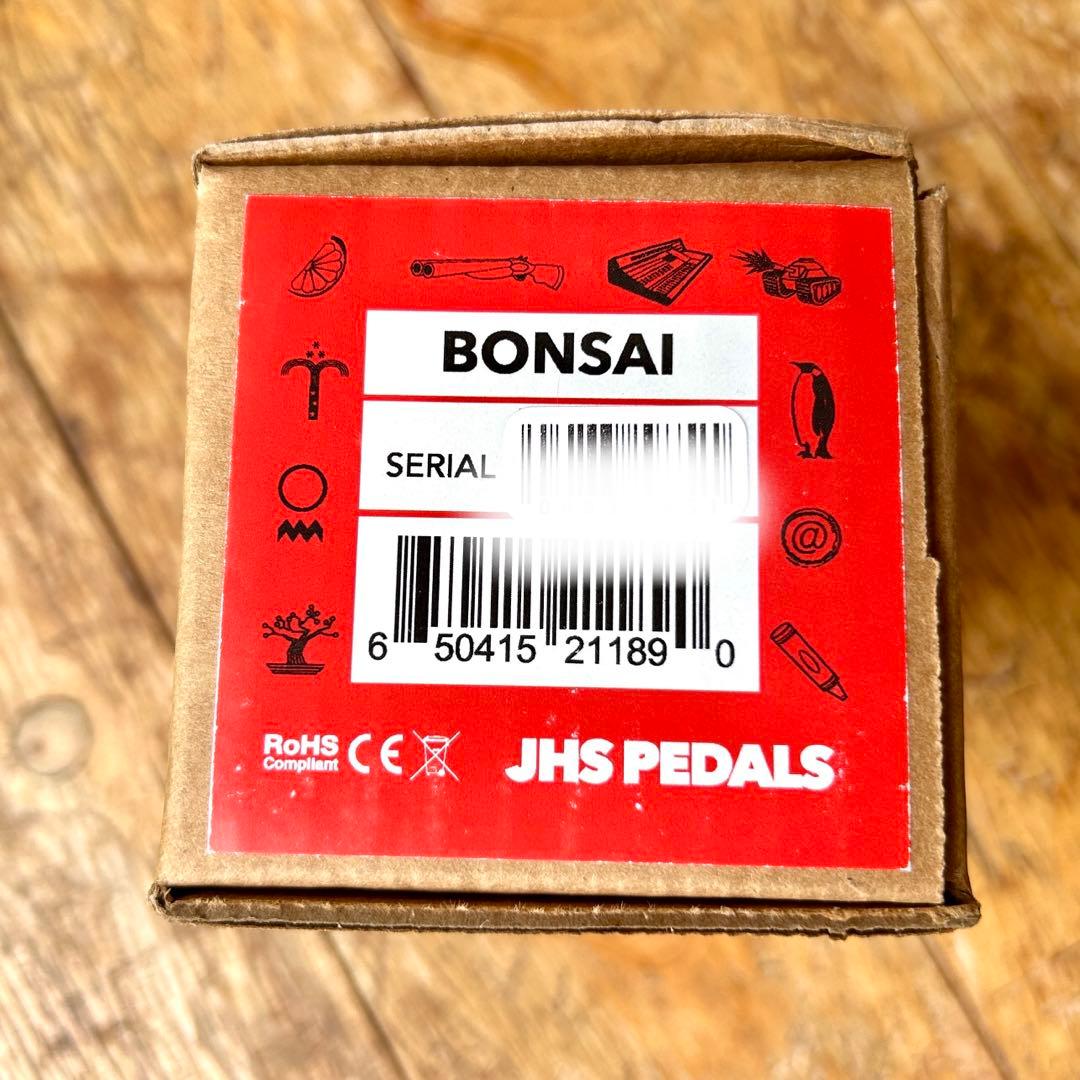 BONSAI
SERIAL
6 50415 21189 0
@
RoHS
Compliant CE
JHS PEDALS